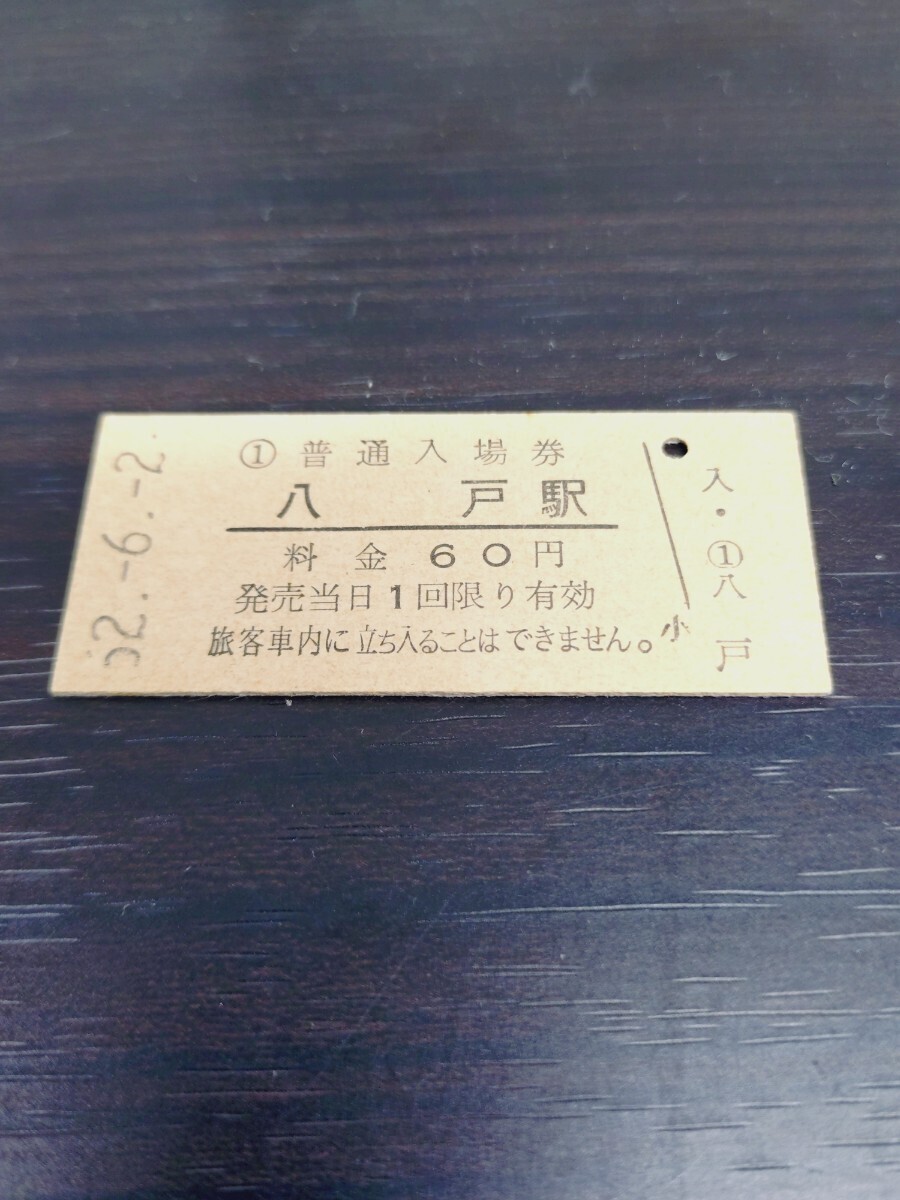 52.-6.-2.
① 普通入場券
八戸駅
料金 60円
発売当日1回限り有効
旅客車内に立ち入ることはできません。
小
入・①八戸